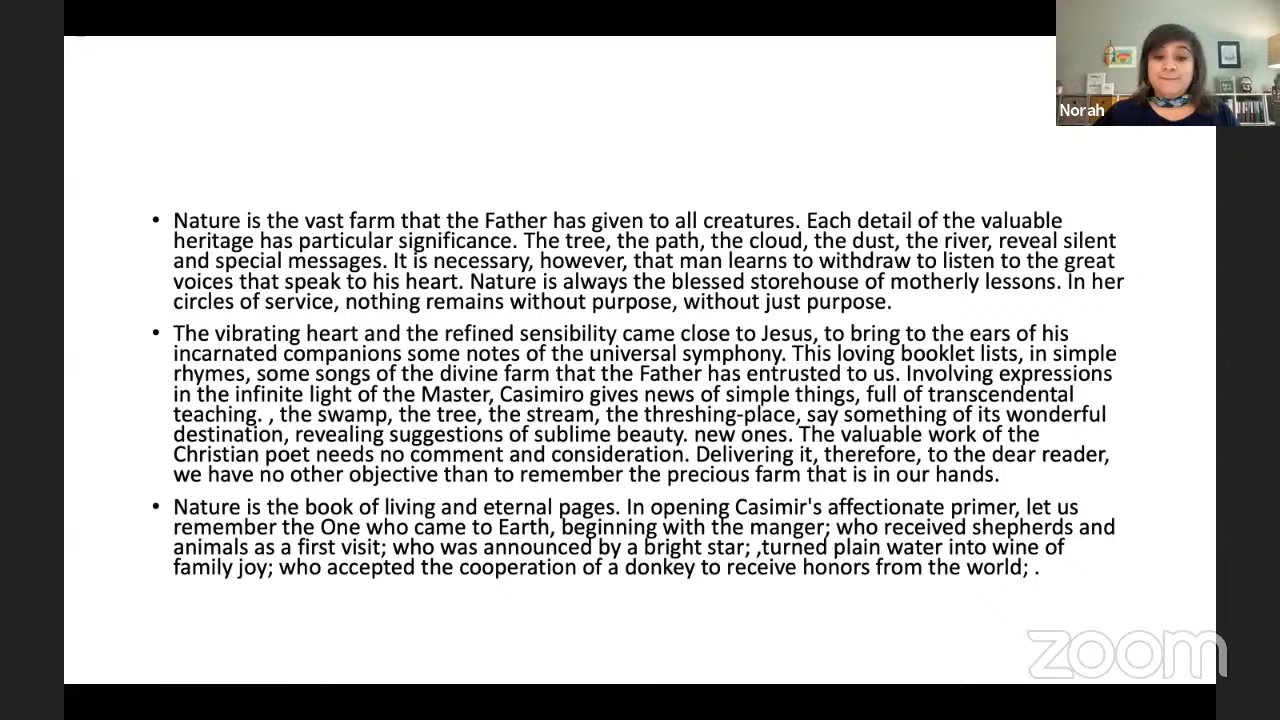 Norah
• Nature is the vast farm that the Father has given to all creatures. Each detail of the valuable
heritage has particular significance. The tree, the path, the cloud, the dust, the river, reveal silent
and special messages. It is necessary, however, that man learns to withdraw to listen to the great
voices that speak to his heart. Nature is always the blessed storehouse of motherly lessons. In her
circles of service, nothing remains without purpose, without just purpose.
• The vibrating heart and the refined sensibility came close to Jesus, to bring to the ears of his
incarnated companions some notes of the universal symphony. This loving booklet lists, in simple
rhymes, some songs of the divine farm that the Father has entrusted to us. Involving expressions
in the infinite light of the Master, Casimiro gives news of simple things, full of transcendental
teaching. , the swamp, the tree, the stream, the threshing-place, say something of its wonderful
destination, revealing suggestions of sublime beauty. new ones. The valuable work of the
Christian poet needs no comment and consideration. Delivering it, therefore, to the dear reader,
we have no other objective than to remember the precious farm that is in our hands.
• Nature is the book of living and eternal pages. In opening Casimir's affectionate primer, let us
remember the One who came to Earth, beginning with the manger; who received shepherds and
animals as a first visit; who was announced by a bright star; ,turned plain water into wine of
family joy; who accepted the cooperation of a donkey to receive honors from the world; .
zoom